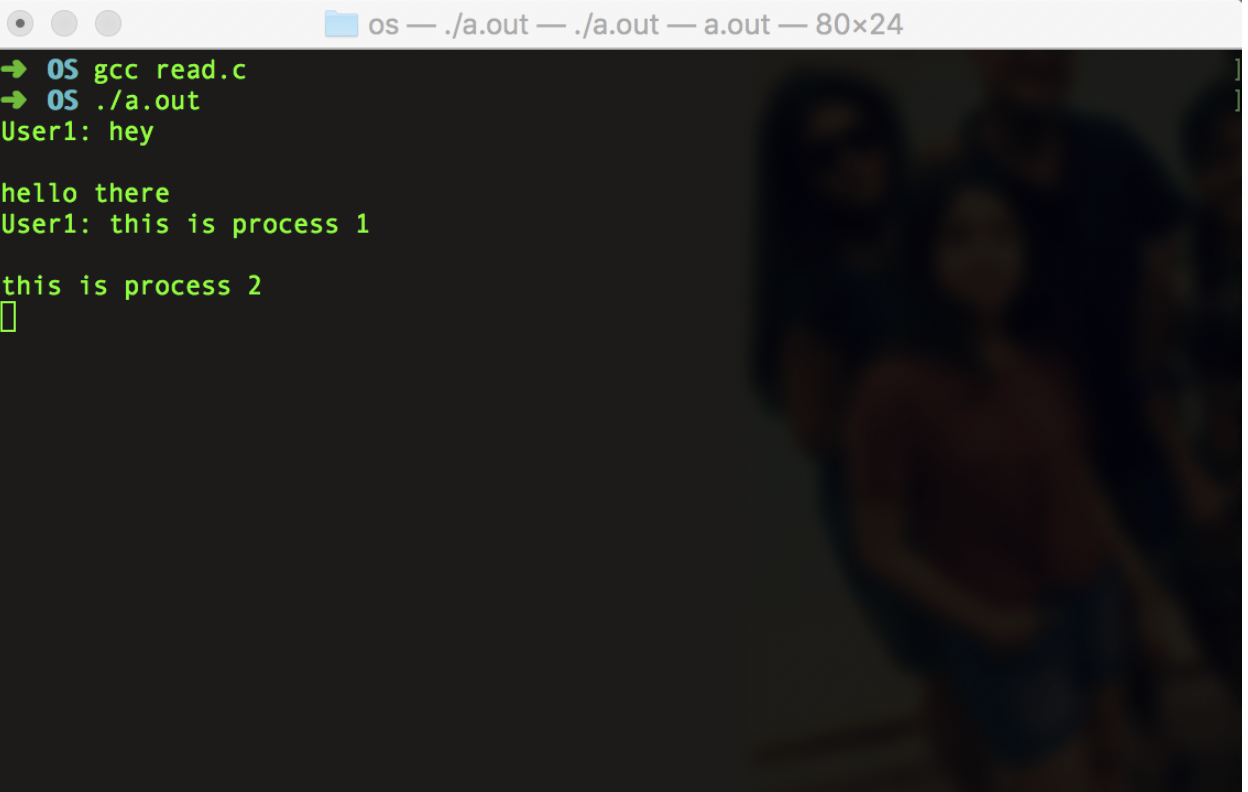 os — ./a.out — ./a.out — a.out — 80×24
➜ OS gcc read.c ]
➜ OS ./a.out ]
User1: hey
hello there
User1: this is process 1
this is process 2